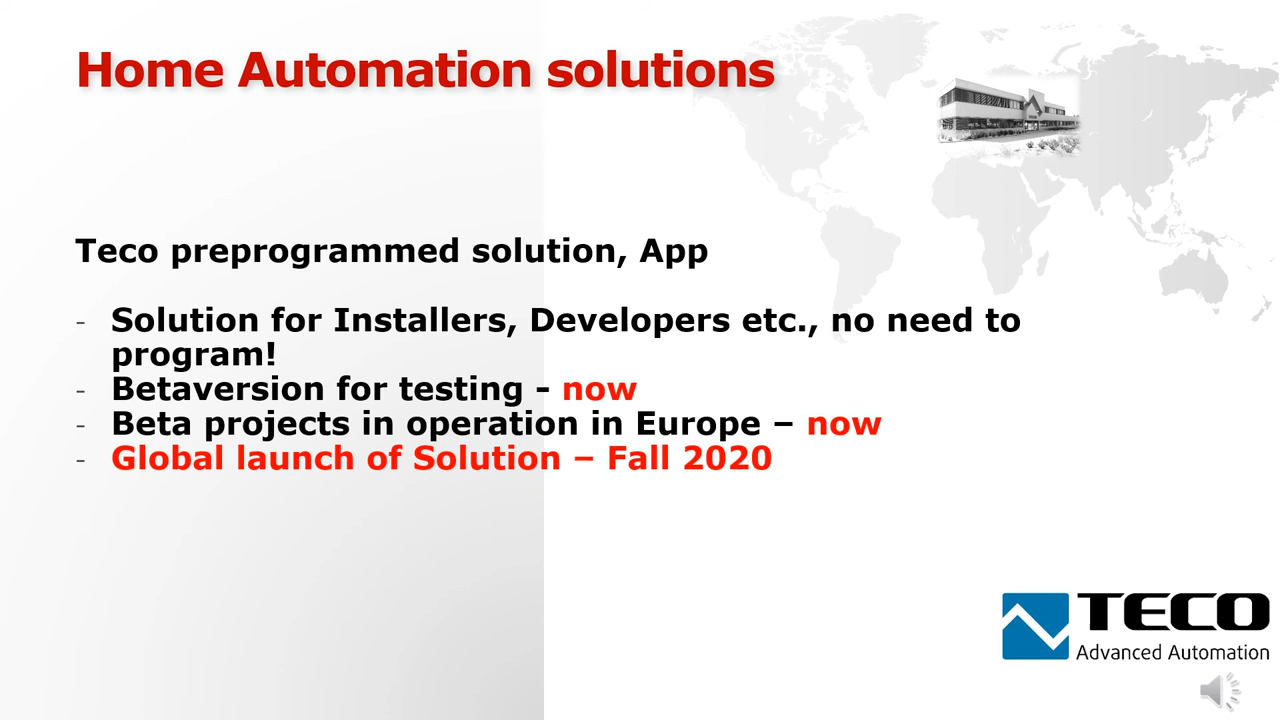 Home Automation solutions
Teco preprogrammed solution, App
- Solution for Installers, Developers etc., no need to
program!
- Betaversion for testing - now
- Beta projects in operation in Europe – now
- Global launch of Solution – Fall 2020
TECO
Advanced Automation